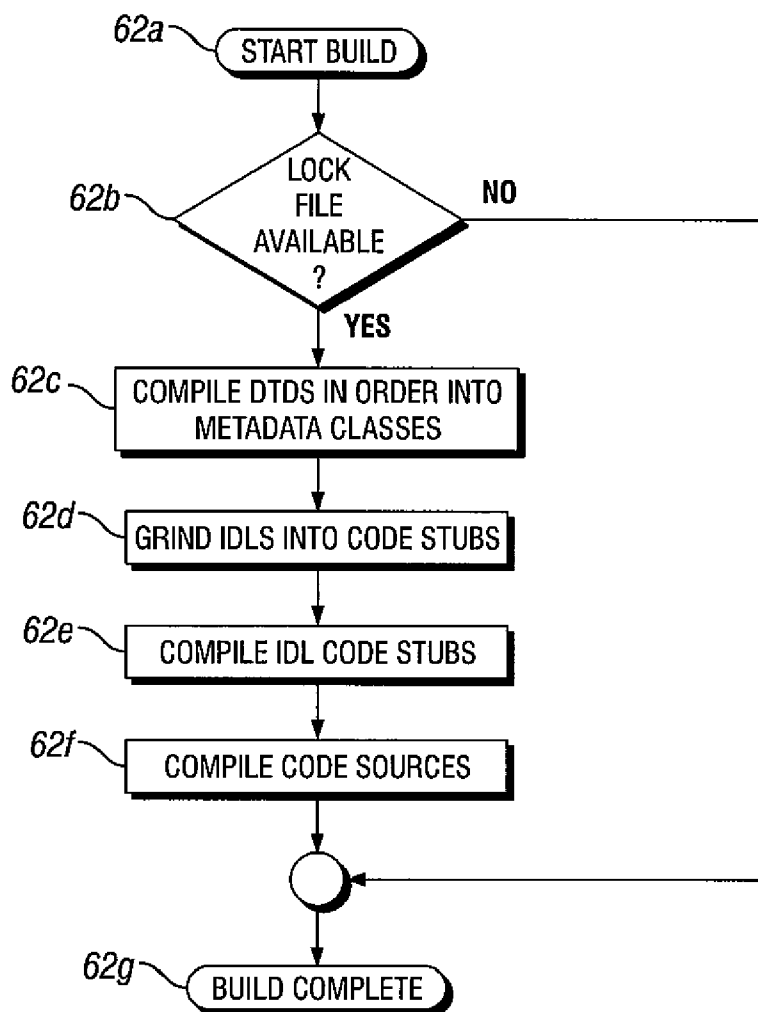 62a
START BUILD
62b
LOCK
FILE
AVAILABLE
?
NO
YES
62c
COMPILE DTDS IN ORDER INTO
METADATA CLASSES
62d
GRIND IDLS INTO CODE STUBS
62e
COMPILE IDL CODE STUBS
62f
COMPILE CODE SOURCES
62g
BUILD COMPLETE